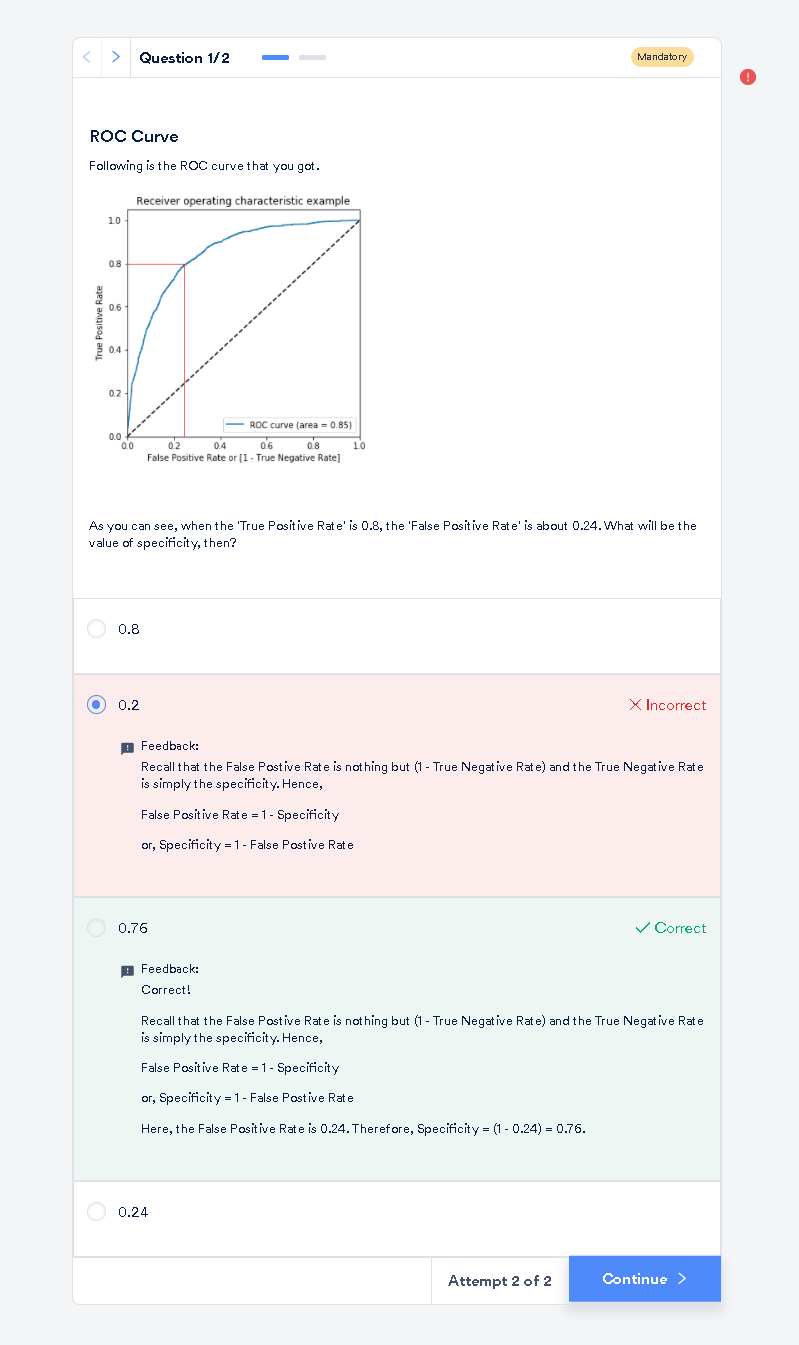 Question 1/2
Mandatory
ROC Curve
Following is the ROC curve that you got.
Receiver operating characteristic example
1.0
0.8
0.6
0.4
0.2
0.0
True Positive Rate
ROC curve (area = 0.85)
0.0 0.2 0.4 0.6 0.8 1.0
False Positive Rate or [1 - True Negative Rate]
As you can see, when the 'True Positive Rate' is 0.8, the 'False Positive Rate' is about 0.24. What will be the
value of specificity, then?
0.8
0.2
Incorrect
Feedback:
Recall that the False Postive Rate is nothing but (1 - True Negative Rate) and the True Negative Rate
is simply the specificity. Hence,
False Positive Rate = 1 - Specificity
or, Specificity = 1 - False Postive Rate
0.76
Correct
Feedback:
Correct!
Recall that the False Postive Rate is nothing but (1 - True Negative Rate) and the True Negative Rate
is simply the specificity. Hence,
False Positive Rate = 1 - Specificity
or, Specificity = 1 - False Postive Rate
Here, the False Positive Rate is 0.24. Therefore, Specificity = (1 - 0.24) = 0.76.
0.24
Attempt 2 of 2
Continue